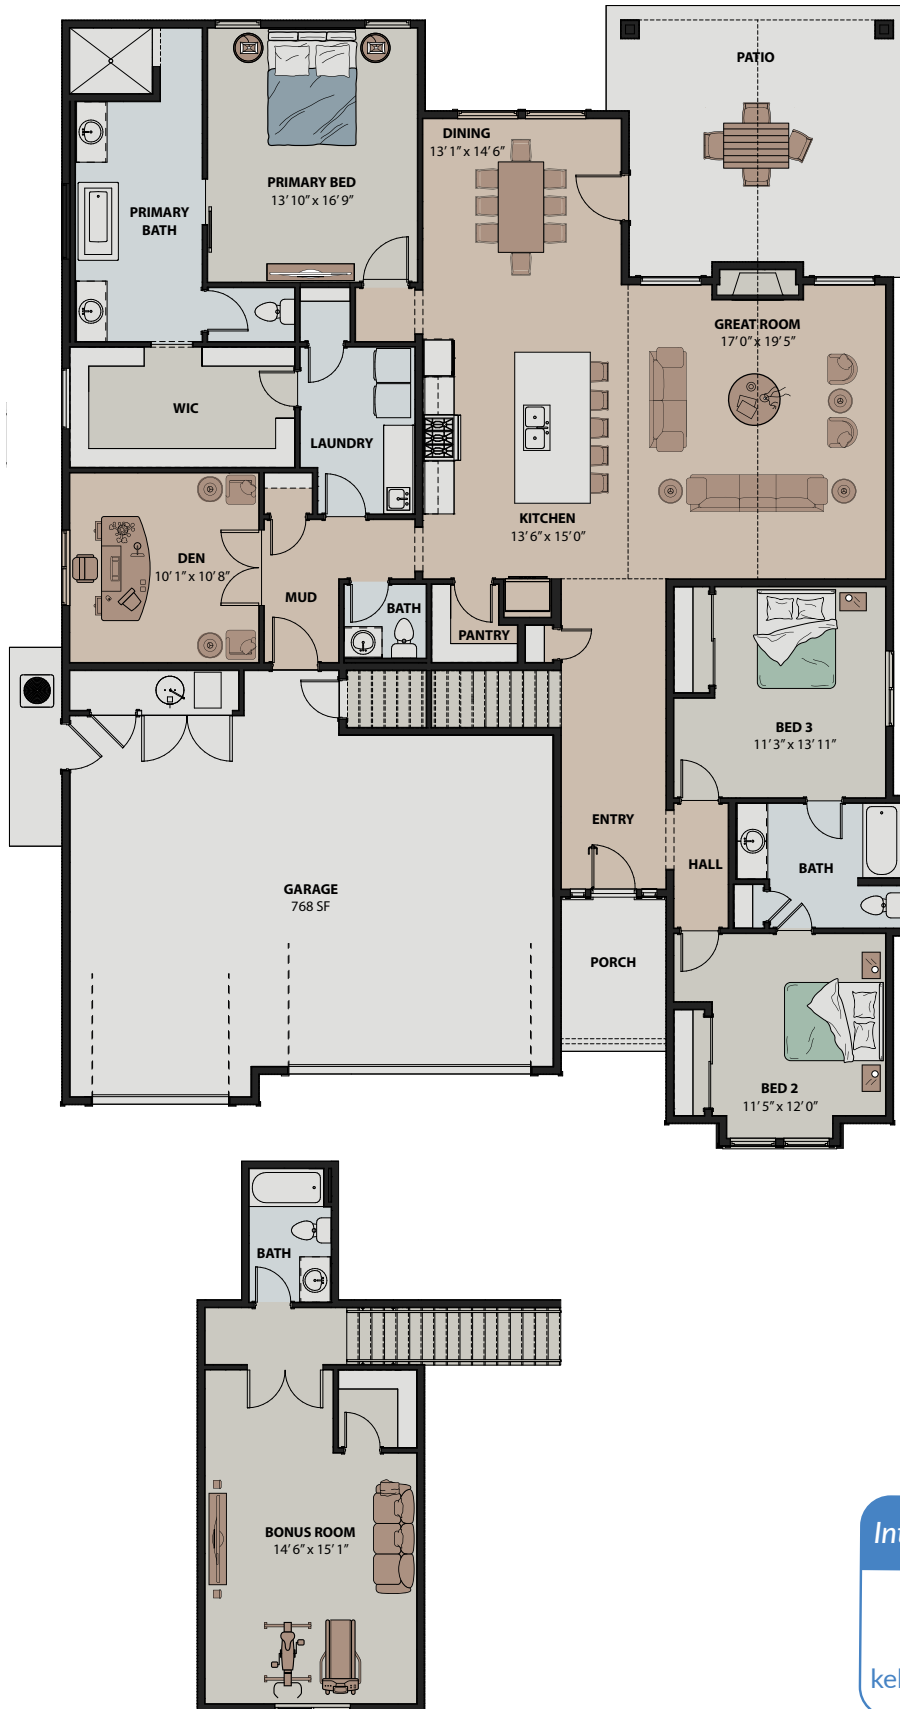 PATIO
DINING
13'1" x 14'6"
PRIMARY BED
13'10" x 16'9"
PRIMARY
BATH
GREAT ROOM
17'0" x 19'5"
WIC
LAUNDRY
KITCHEN
13'6" x 15'0"
DEN
10'1" x 10'8"
MUD
BATH
PANTRY
BED 3
11'3" x 13'11"
ENTRY
HALL
BATH
GARAGE
768 SF
PORCH
BED 2
11'5" x 12'0"
BATH
BONUS ROOM
14'6" x 15'1"